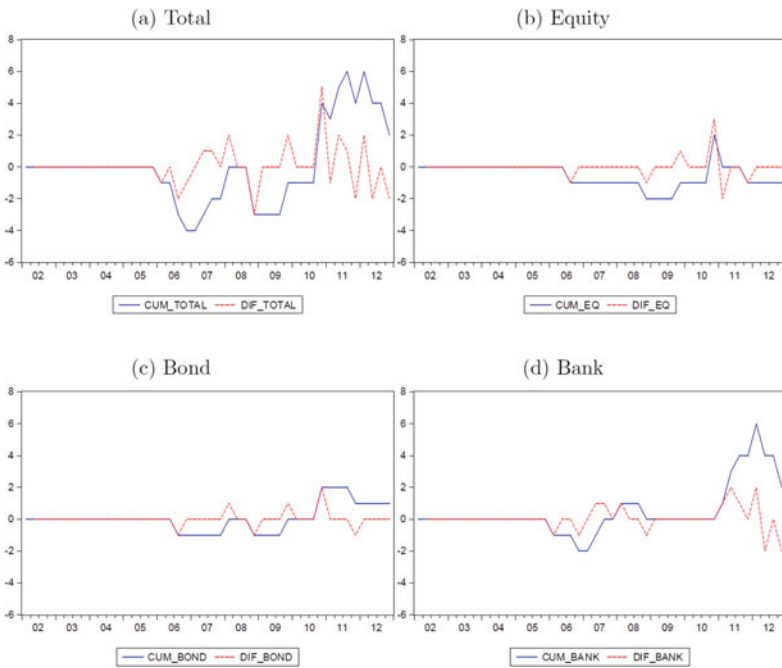 (a) Total
8
6
4
2
0
-2
-4
-6
02 03 04 05 06 07 08 09 10 11 12
CUM_TOTAL DIF_TOTAL
(b) Equity
8
6
4
2
0
-2
-4
-6
02 03 04 05 06 07 08 09 10 11 12
CUM_EQ DIF_EQ
(c) Bond
8
6
4
2
0
-2
-4
-6
02 03 04 05 06 07 08 09 10 11 12
CUM_BOND DIF_BOND
(d) Bank
8
6
4
2
0
-2
-4
-6
02 03 04 05 06 07 08 09 10 11 12
CUM_BANK DIF_BANK